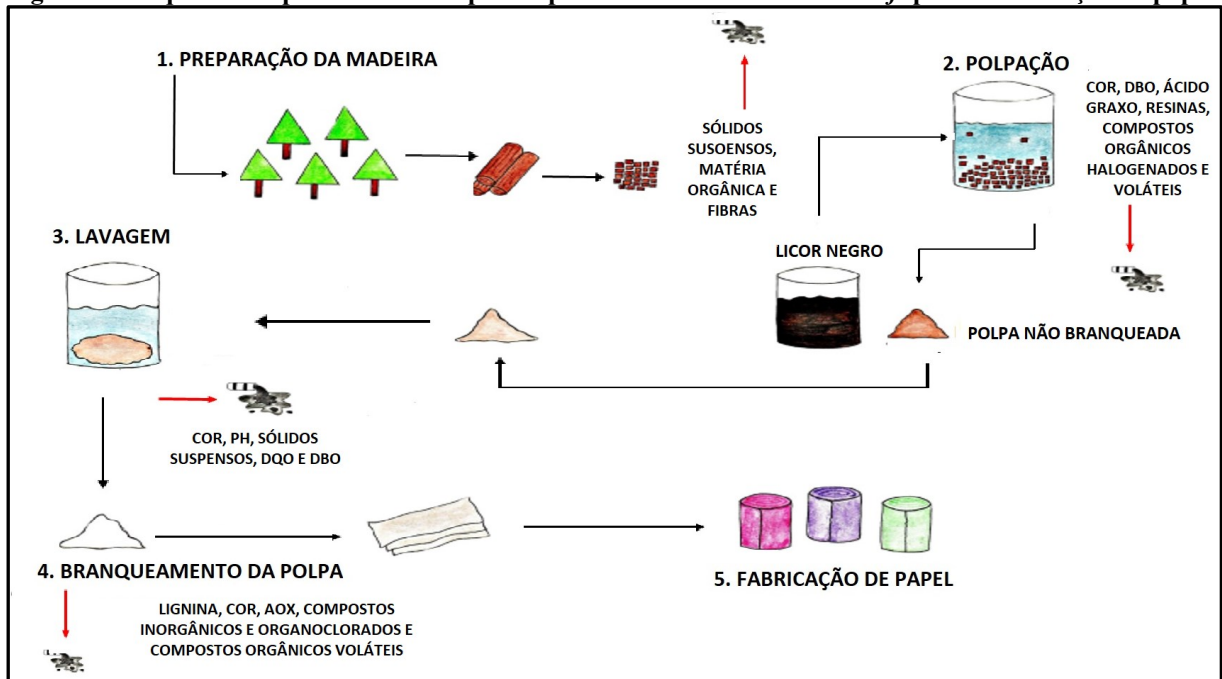 1. PREPARAÇÃO DA MADEIRA
SÓLIDOS
SUSOENSOS,
MATÉRIA
ORGÂNICA E
FIBRAS
2. POLPAÇÃO
COR, DBO, ÁCIDO
GRAXO, RESINAS,
COMPOSTOS
ORGÂNICOS
HALOGENADOS E
VOLÁTEIS
3. LAVAGEM
LICOR NEGRO
POLPA NÃO BRANQUEADA
COR, PH, SÓLIDOS
SUSPENSOS, DQO E DBO
4. BRANQUEAMENTO DA POLPA
LIGNINA, COR, AOX, COMPOSTOS
INORGÂNICOS E ORGANOCLORADOS E
COMPOSTOS ORGÂNICOS VOLÁTEIS
5. FABRICAÇÃO DE PAPEL